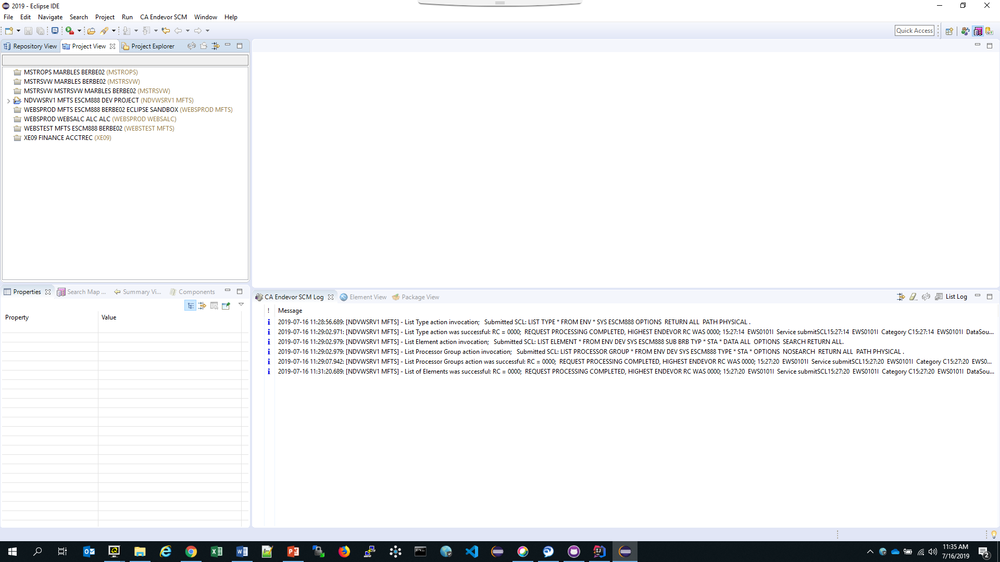 2019 - Eclipse IDE
File Edit Navigate Search Project Run CA Endevor SCM Window Help
Quick Access
Repository View Project View Project Explorer
MSTROPS MARBLES BERBE02 (MSTROPS)
MSTRSVW MARBLES BERBE02 (MSTRSVW)
MSTRSVW MSTRSVW MARBLES BERBE02 (MSTRSVW)
NDVWSRV1 MFTS ESCM888 DEV PROJECT (NDVWSRV1 MFTS)
WEBSPROD MFTS ESCM888 BERBE02 ECLIPSE SANDBOX (WEBSPROD MFTS)
WEBSPROD WEBSALC ALC ALC (WEBSPROD WEBSALC)
WEBSTEST MFTS ESCM888 BERBE02 (WEBSTEST MFTS)
XE09 FINANCE ACCTREC (XE09)
Properties Search Map ... Summary Vi... Components
Property Value
CA Endevor SCM Log Element View Package View List Log
! Message
2019-07-16 11:28:56.689: [NDVWSRV1 MFTS] - List Type action invocation; Submitted SCL: LIST TYPE * FROM ENV * SYS ESCM888 OPTIONS RETURN ALL PATH PHYSICAL .
2019-07-16 11:29:02.971: [NDVWSRV1 MFTS] - List Type action was successful: RC = 0000; REQUEST PROCESSING COMPLETED, HIGHEST ENDEVOR RC WAS 0000; 15:27:14 EWS0101I Service submitSCL15:27:14 EWS0101I Category C15:27:14 EWS0101I DataSou...
2019-07-16 11:29:02.979: [NDVWSRV1 MFTS] - List Element action invocation; Submitted SCL: LIST ELEMENT * FROM ENV DEV SYS ESCM888 SUB BRB TYP * STA * DATA ALL OPTIONS SEARCH RETURN ALL.
2019-07-16 11:29:02.979: [NDVWSRV1 MFTS] - List Processor Group action invocation; Submitted SCL: LIST PROCESSOR GROUP * FROM ENV DEV SYS ESCM888 TYPE * STA * OPTIONS NOSEARCH RETURN ALL PATH PHYSICAL .
2019-07-16 11:29:07.942: [NDVWSRV1 MFTS] - List Processor Groups action was successful: RC = 0000; REQUEST PROCESSING COMPLETED, HIGHEST ENDEVOR RC WAS 0000; 15:27:20 EWS0101I Service submitSCL15:27:20 EWS0101I Category C15:27:20 EWS0...
2019-07-16 11:31:20.689: [NDVWSRV1 MFTS] - List of Elements was successful: RC = 0000; REQUEST PROCESSING COMPLETED, HIGHEST ENDEVOR RC WAS 0000; 15:27:20 EWS0101I Service submitSCL15:27:20 EWS0101I Category C15:27:20 EWS0101I DataSou...
11:35 AM
7/16/2019
2